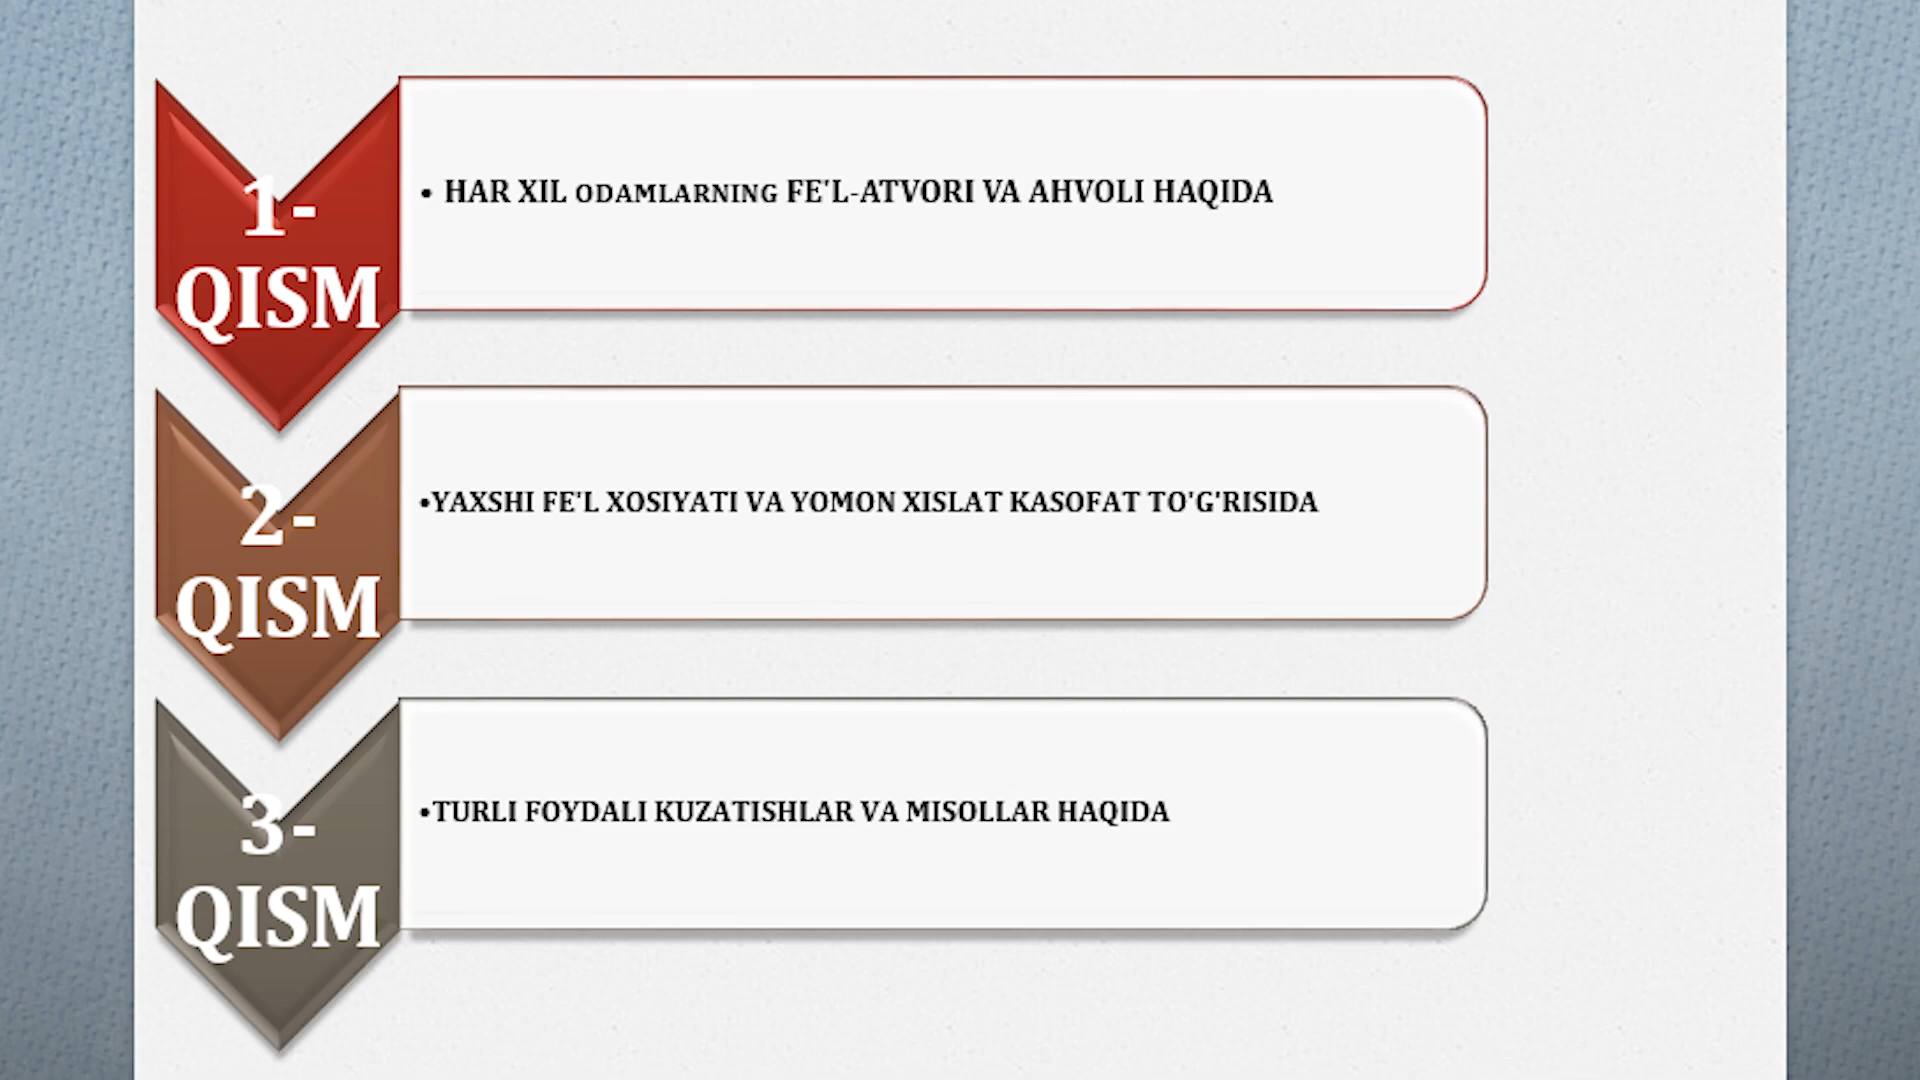 1-
QISM
• HAR XIL ODAMLARNING FE'L-ATVORI VA AHVOLI HAQIDA
2-
QISM
•YAXSHI FE'L XOSIYATI VA YOMON XISLAT KASOFAT TO'G'RISIDA
3-
QISM
•TURLI FOYDALI KUZATISHLAR VA MISOLLAR HAQIDA